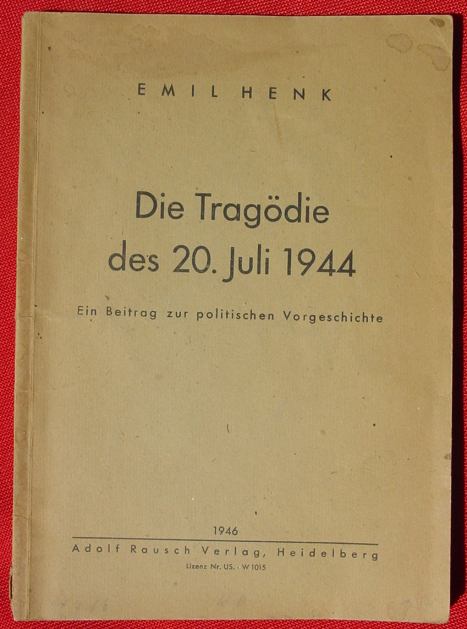 EMIL HENK
Die Tragödie
des 20. Juli 1944
Ein Beitrag zur politischen Vorgeschichte
1946
Adolf Rausch Verlag, Heidelberg
Lizenz Nr. US. - W 1015